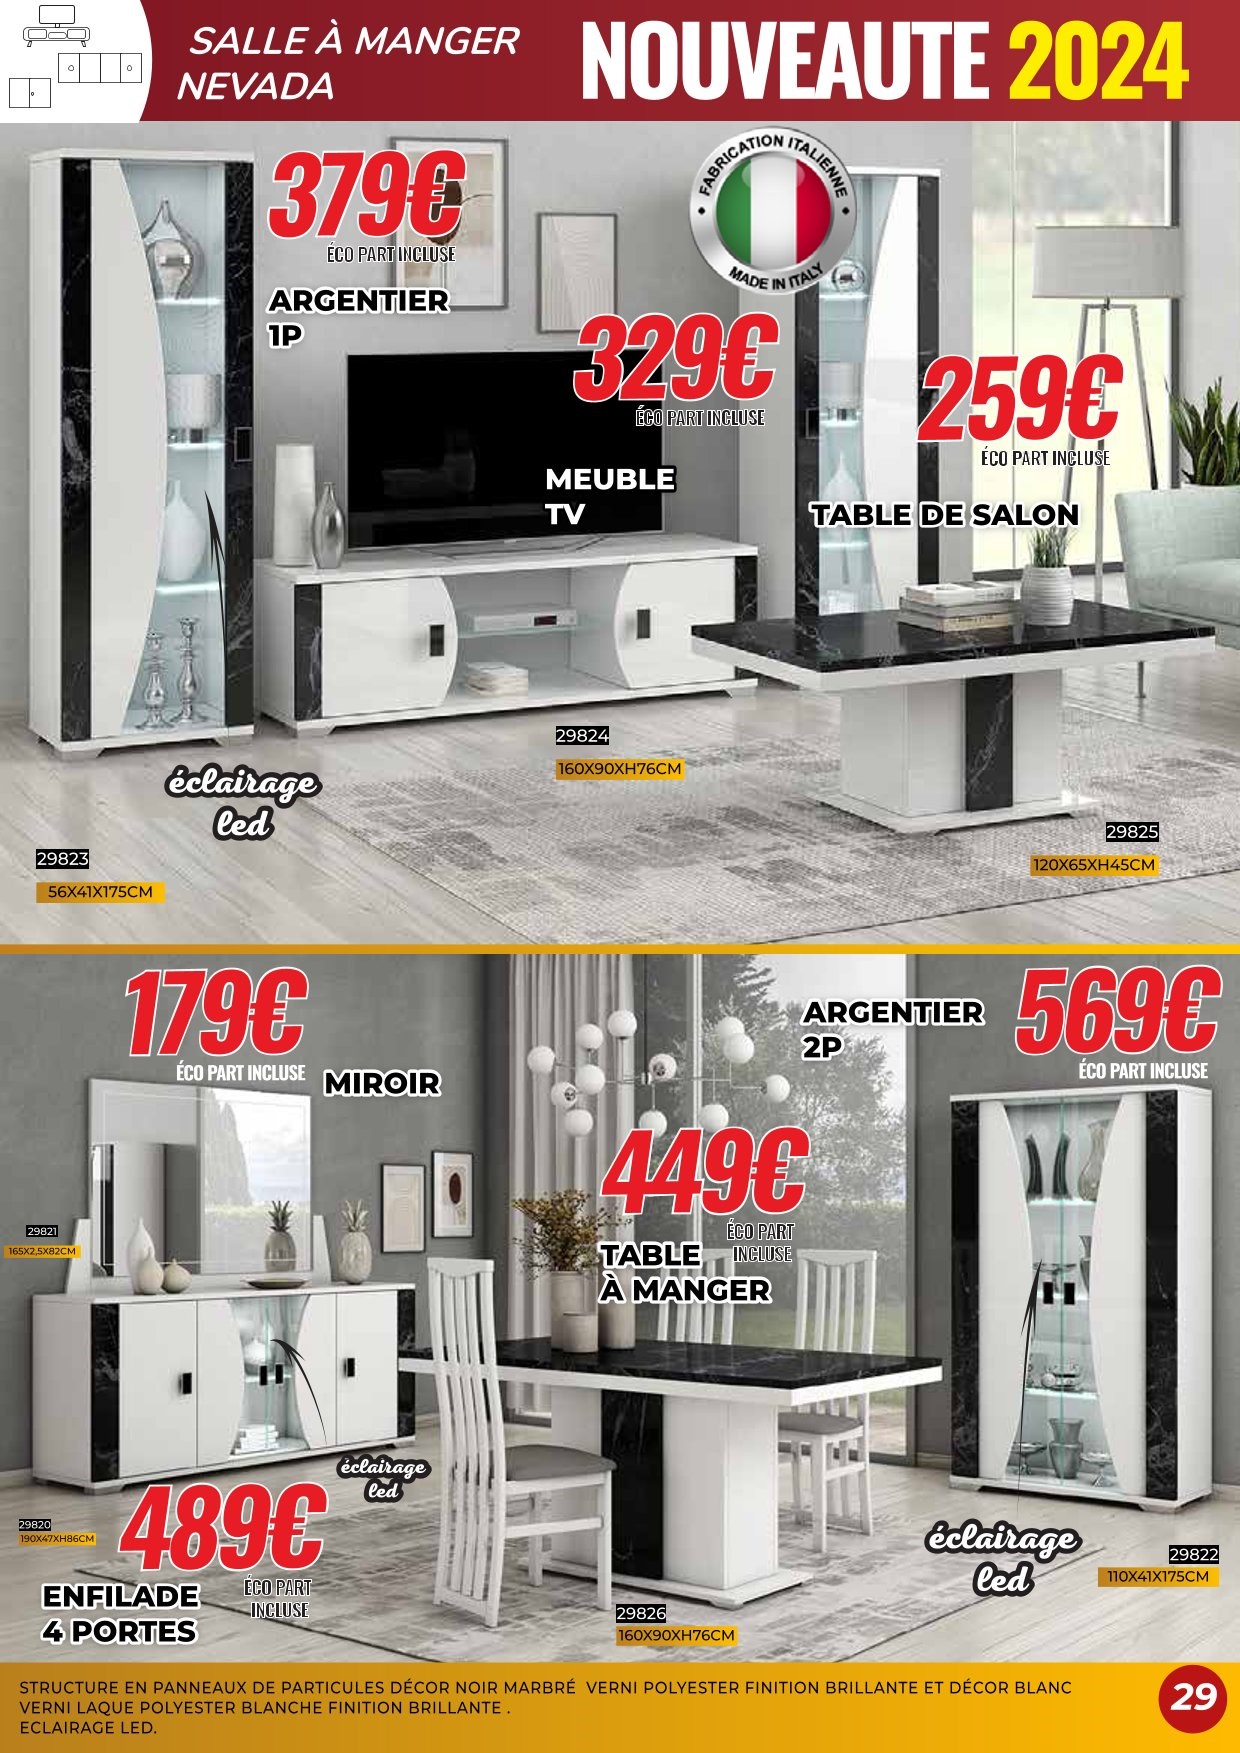 SALLE À MANGER
NEVADA
NOUVEAUTE 2024
FABRICATION ITALIENNE
MADE IN ITALY
379€
ÉCO PART INCLUSE
ARGENTIER
1P
329€
ÉCO PART INCLUSE
MEUBLE
TV
259€
ÉCO PART INCLUSE
TABLE DE SALON
29824
160X90XH76CM
éclairage
led
29823
56X41X175CM
29825
120X65XH45CM
179€
ÉCO PART INCLUSE
MIROIR
ARGENTIER
2P
569€
ÉCO PART INCLUSE
449€
ÉCO PART
INCLUSE
TABLE
À MANGER
29821
165X2,5X82CM
éclairage
led
29820
190X47XH86CM
489€
ÉCO PART
INCLUSE
ENFILADE
4 PORTES
éclairage
led
29822
110X41X175CM
29826
160X90XH76CM
STRUCTURE EN PANNEAUX DE PARTICULES DÉCOR NOIR MARBRÉ VERNI POLYESTER FINITION BRILLANTE ET DÉCOR BLANC
VERNI LAQUE POLYESTER BLANCHE FINITION BRILLANTE .
ECLAIRAGE LED.
29